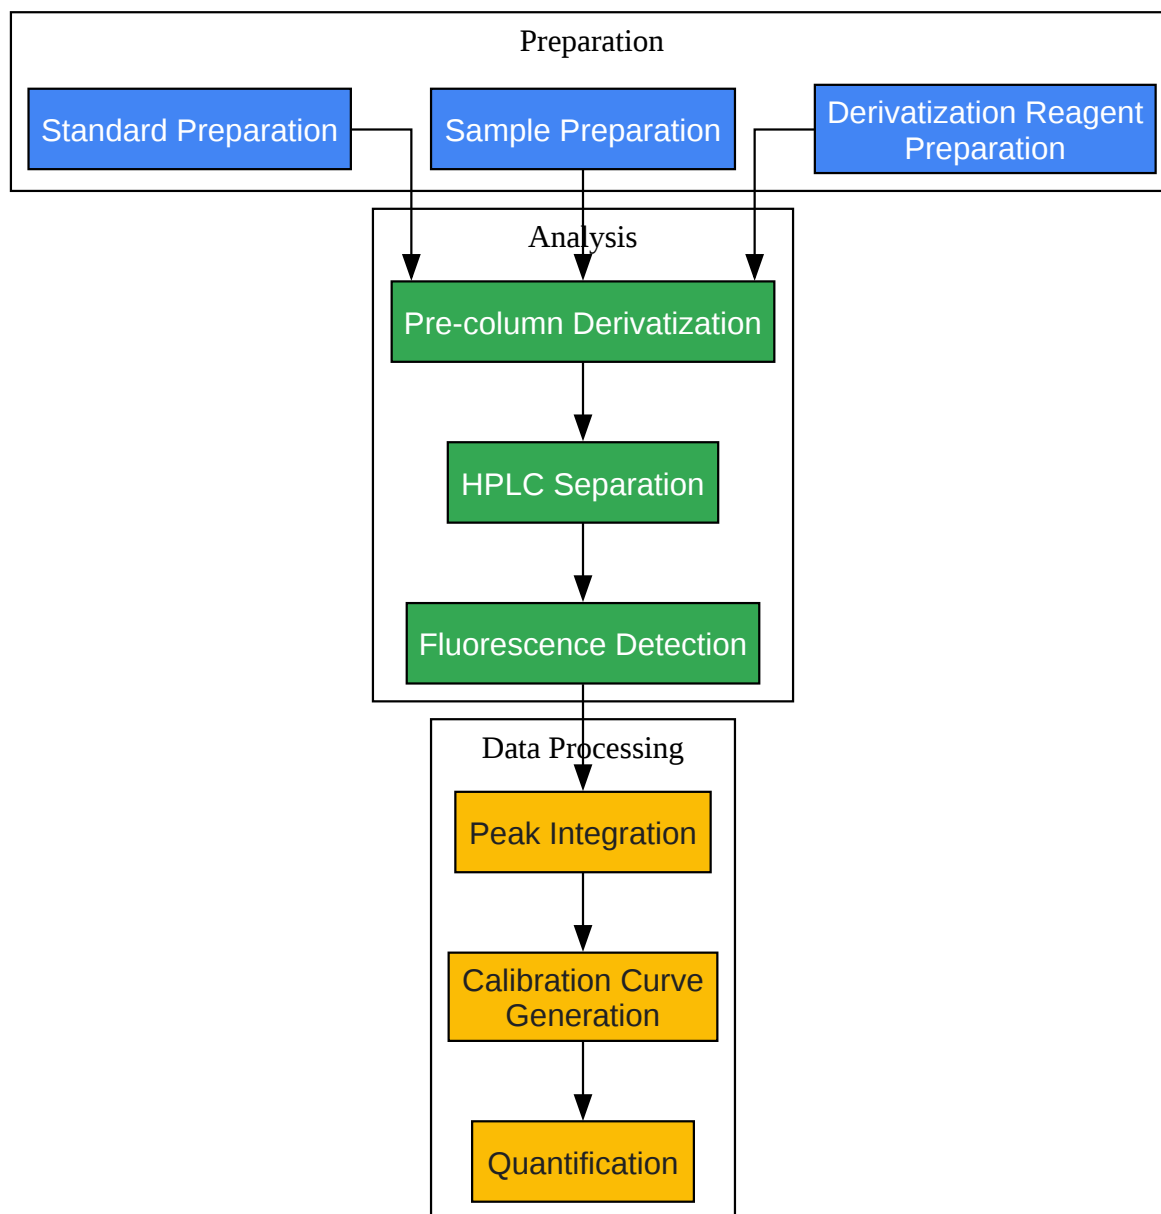 Preparation
Standard Preparation
Sample Preparation
Derivatization Reagent
Preparation
Analysis
Pre-column Derivatization
HPLC Separation
Fluorescence Detection
Data Processing
Peak Integration
Calibration Curve
Generation
Quantification